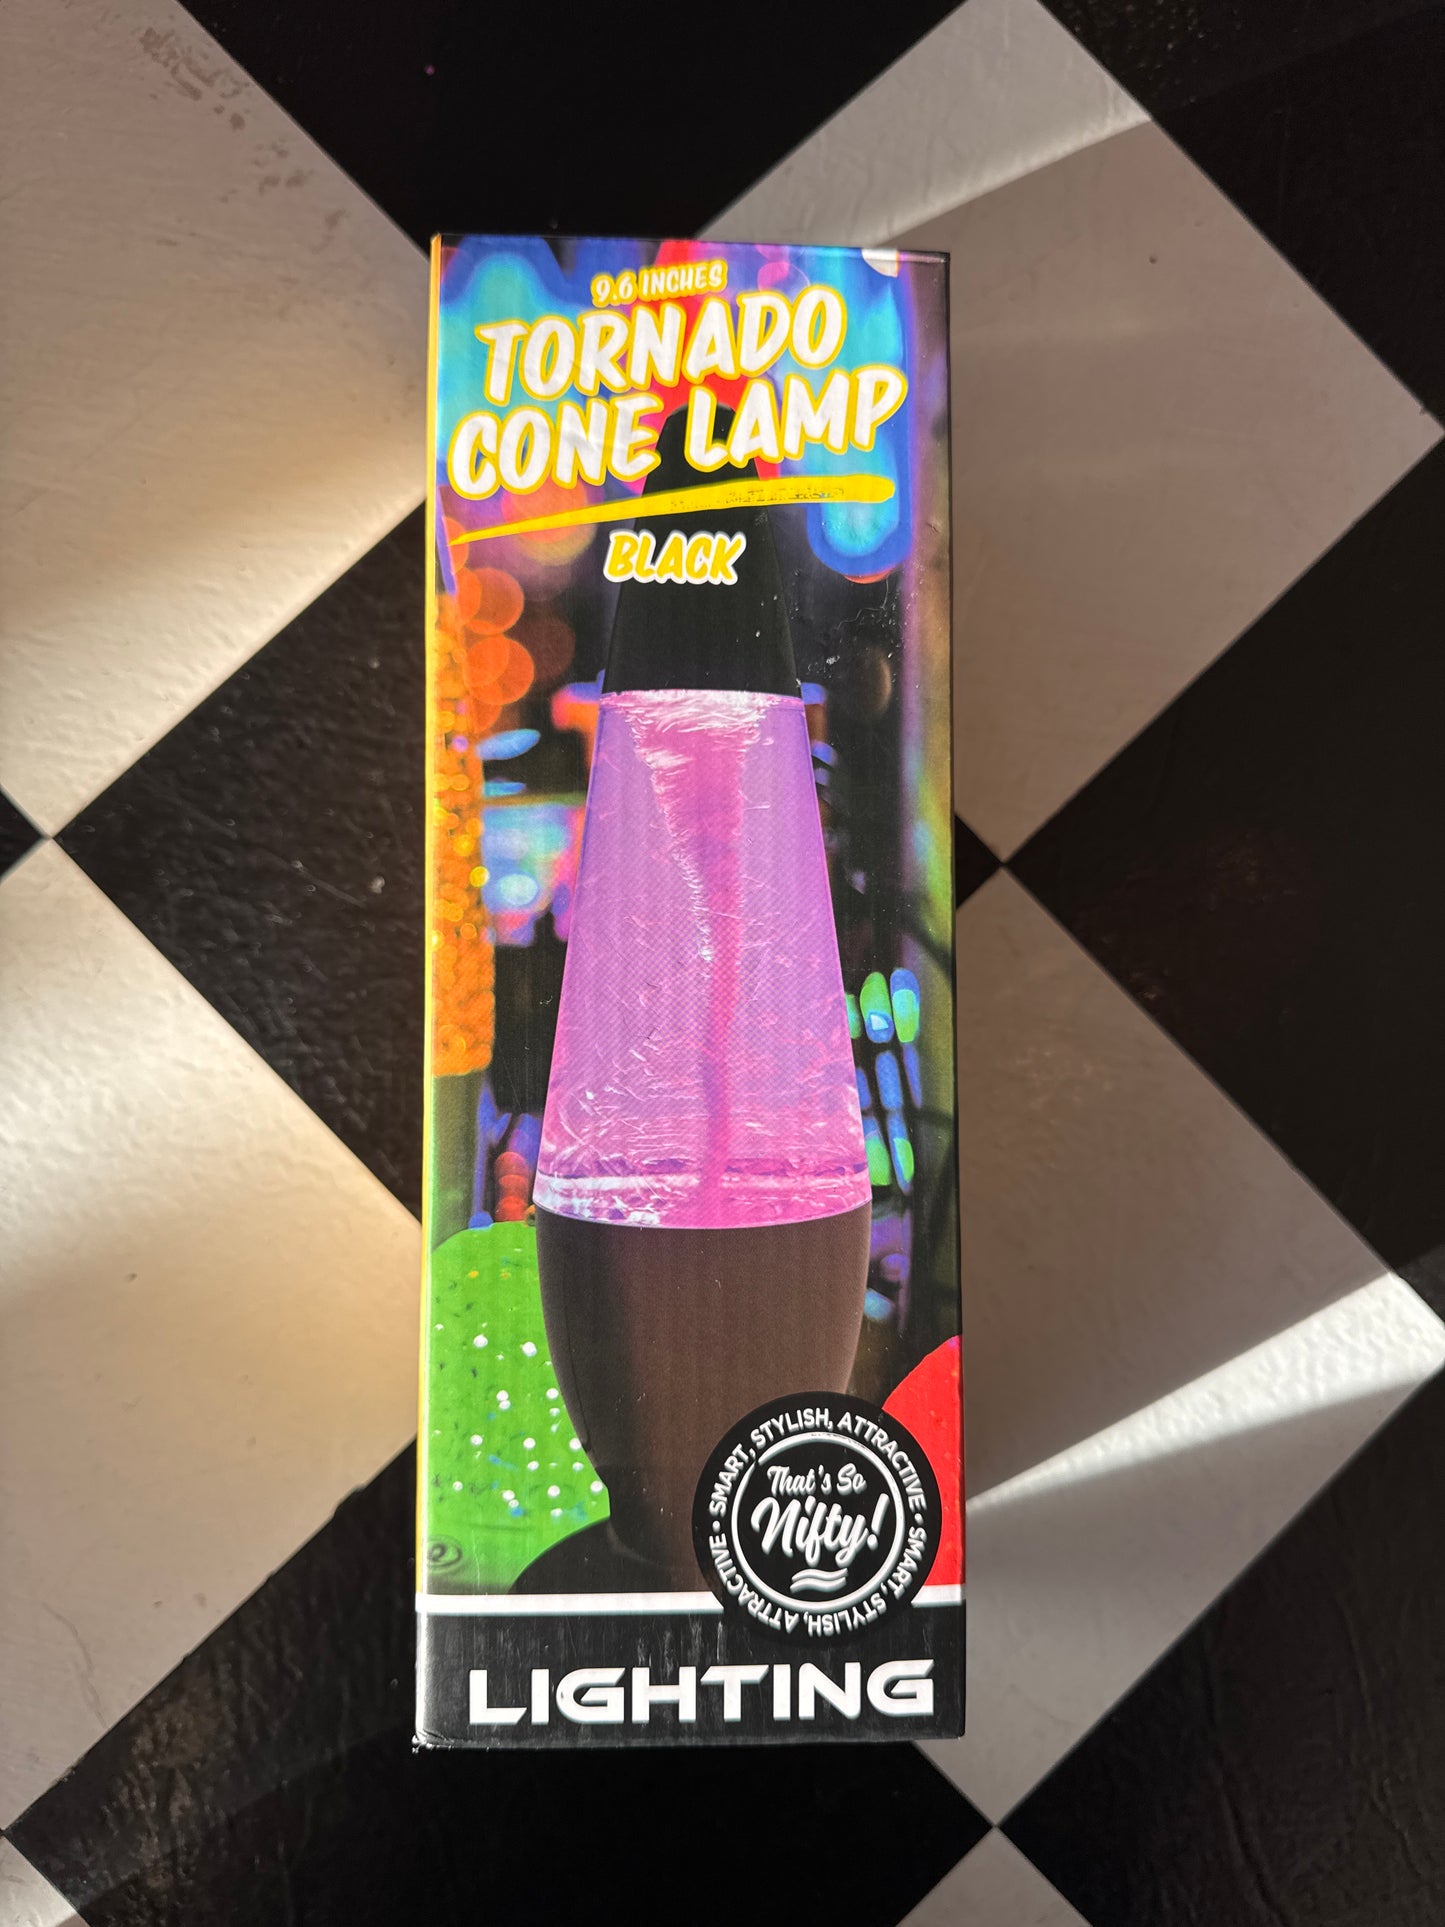 9.6 INCHES
TORNADO
CONE LAMP
BLACK
• SMART, STYLISH, ATTRACTIVE • SMART, STYLISH, ATTRACTIVE
That's So
Nifty!
LIGHTING